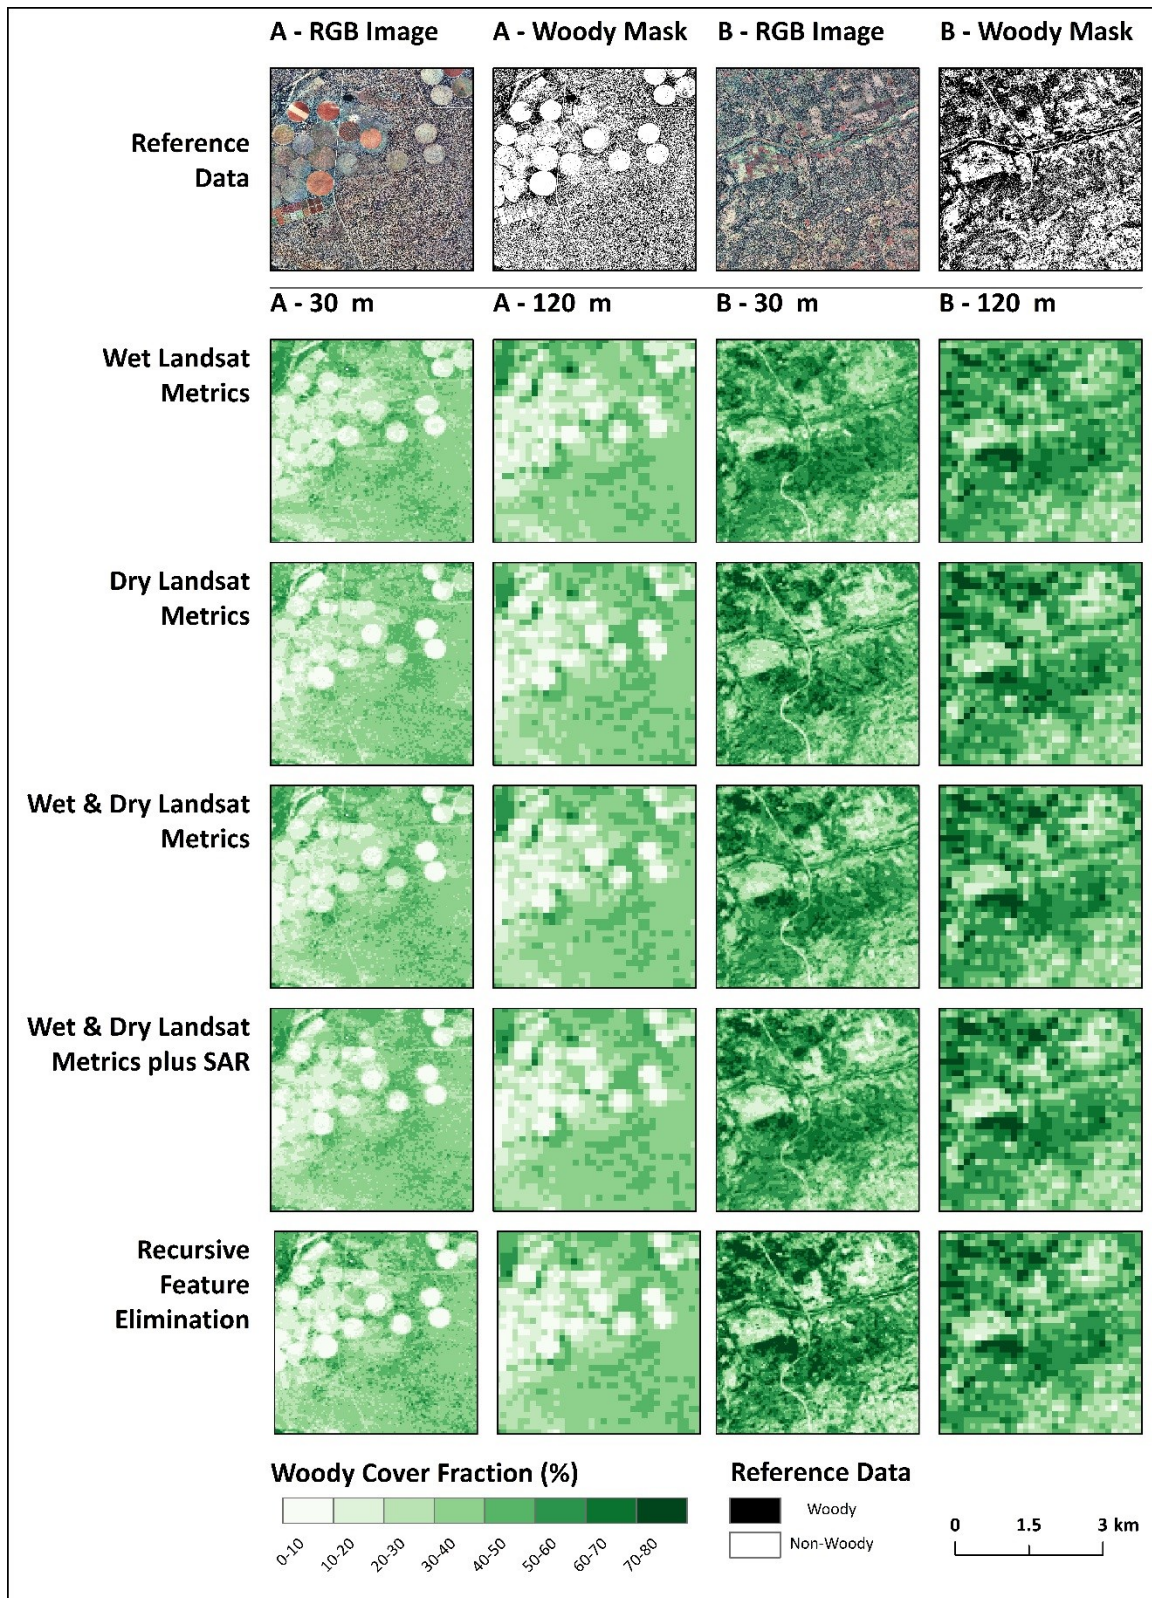 A - RGB Image
A - Woody Mask
B - RGB Image
B - Woody Mask
Reference
Data
A - 30 m
A - 120 m
B - 30 m
B - 120 m
Wet Landsat
Metrics
Dry Landsat
Metrics
Wet & Dry Landsat
Metrics
Wet & Dry Landsat
Metrics plus SAR
Recursive
Feature
Elimination
Woody Cover Fraction (%)
0-10
10-20
20-30
30-40
40-50
50-60
60-70
70-80
Reference Data
Woody
Non-Woody
0 1.5 3 km